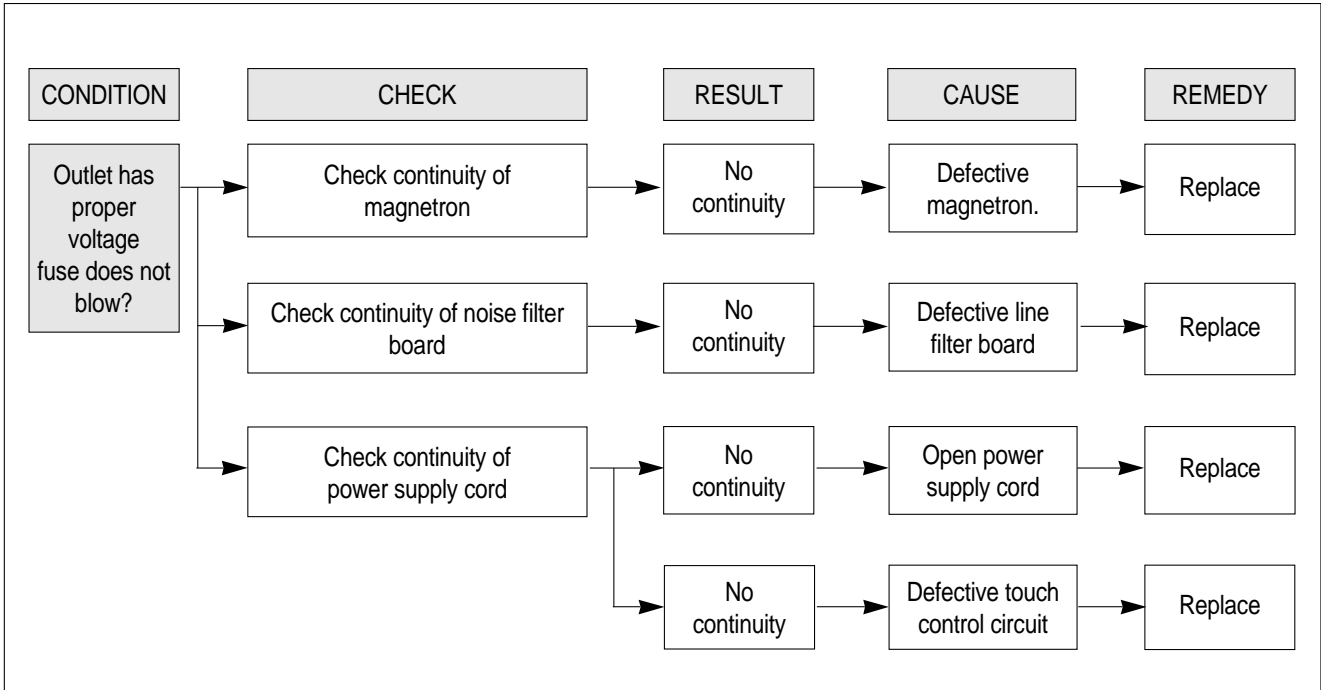 CONDITION
CHECK
RESULT
CAUSE
REMEDY
Outlet has
proper
voltage
fuse does not
blow?
Check continuity of
magnetron
No
continuity
Defective
magnetron.
Replace
Check continuity of noise filter
board
No
continuity
Defective line
filter board
Replace
Check continuity of
power supply cord
No
continuity
Open power
supply cord
Replace
No
continuity
Defective touch
control circuit
Replace